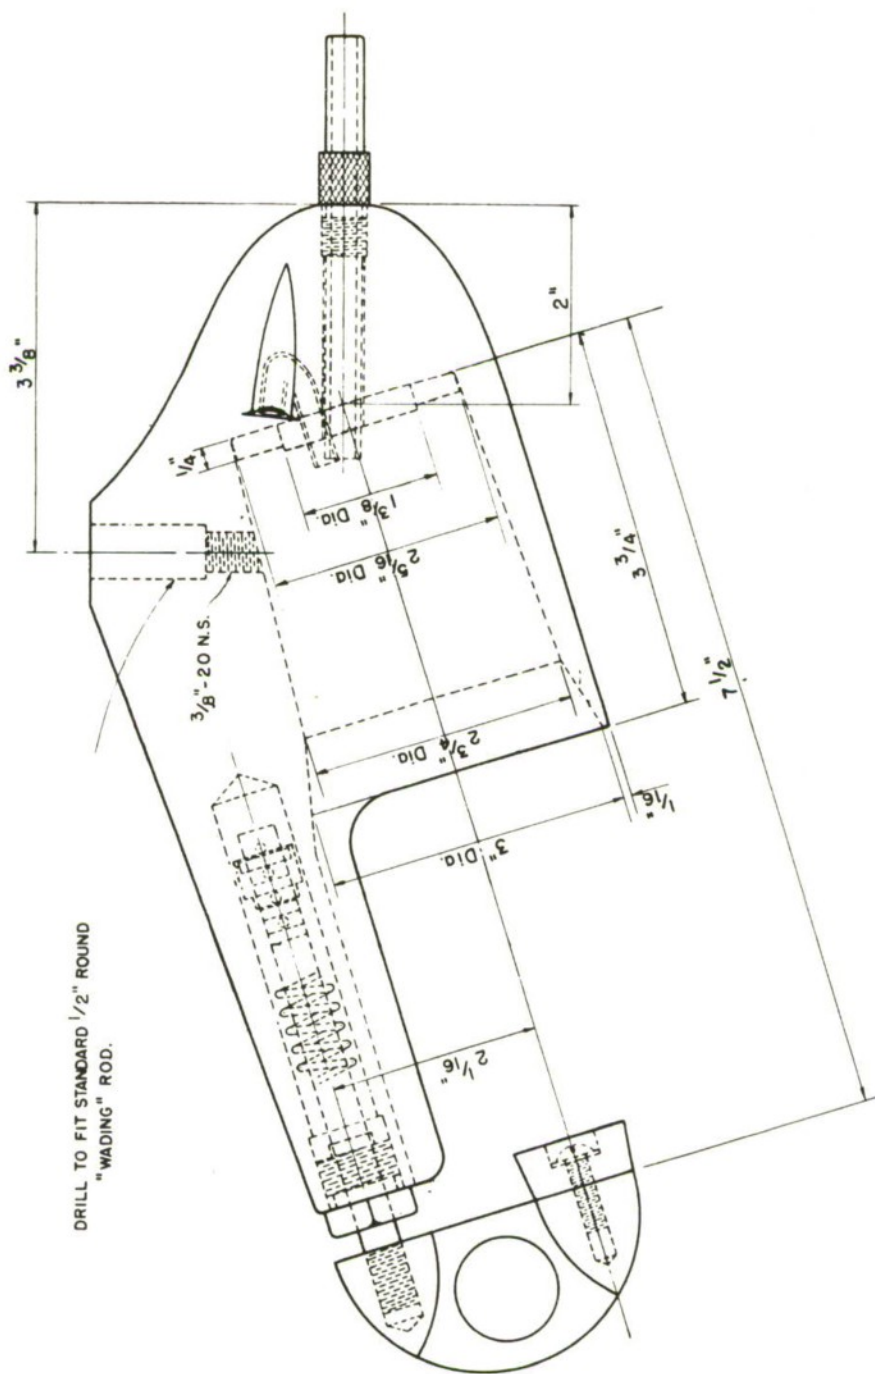 3 3/8"
2"
1/4"
1 3/8" Dia.
2 5/16" Dia.
3/8"-20 N.S.
3 3/4"
7 1/2"
2 3/4" Dia.
1/16"
3" Dia.
2 1/16"
DRILL TO FIT STANDARD 1/2" ROUND
"WADING" ROD.